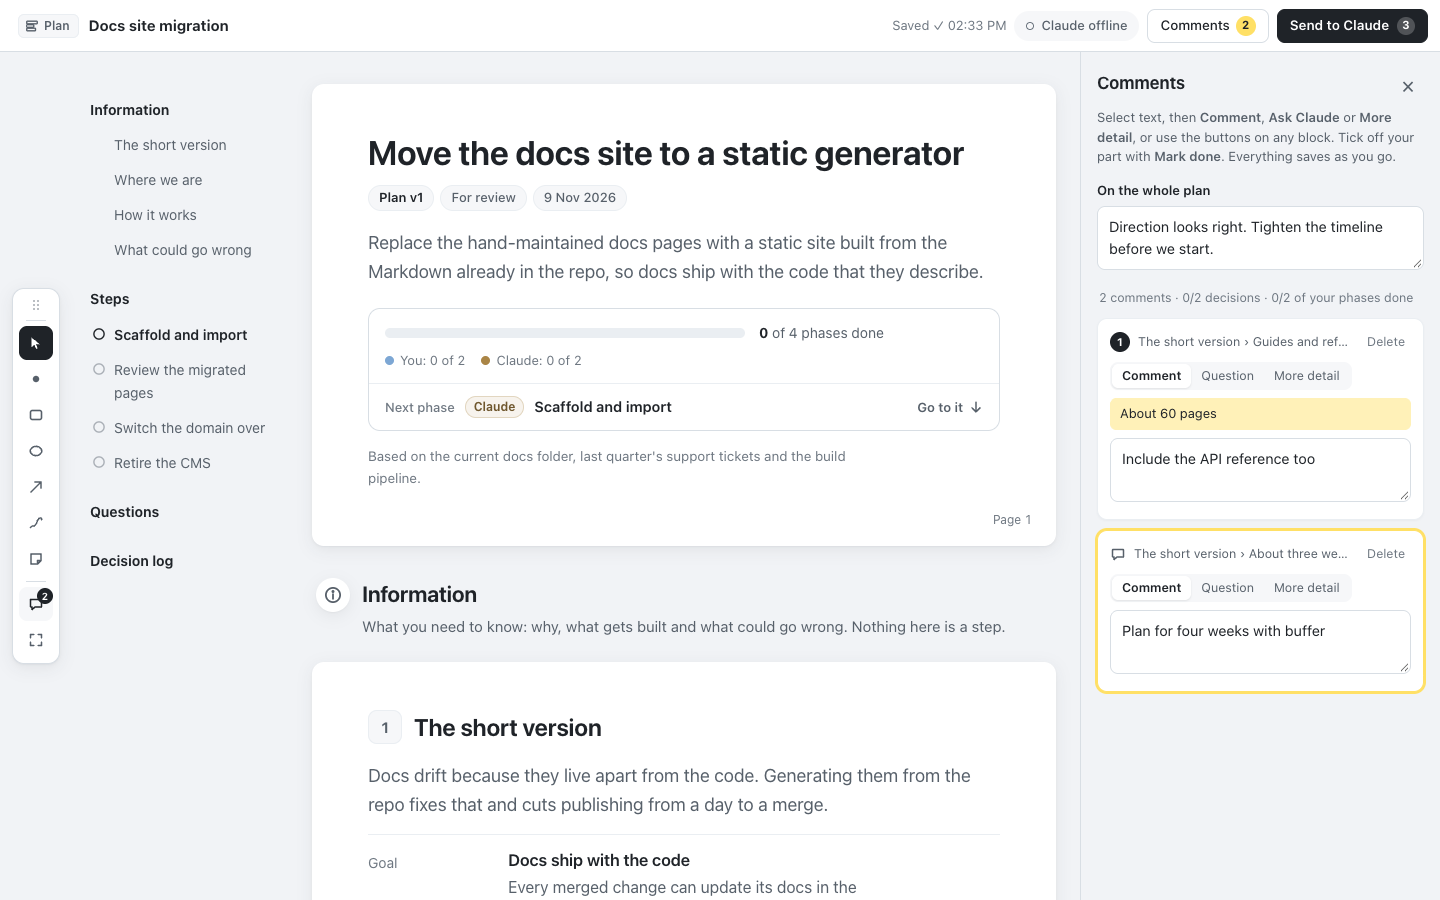 Plan
Docs site migration
Saved ✓ 02:33 PM
Claude offline
Comments 2
Send to Claude 3
Information
The short version
Where we are
How it works
What could go wrong
Steps
Scaffold and import
Review the migrated
pages
Switch the domain over
Retire the CMS
Questions
Decision log
2
Move the docs site to a static generator
Plan v1
For review
9 Nov 2026
Replace the hand-maintained docs pages with a static site built from the
Markdown already in the repo, so docs ship with the code that they describe.
0 of 4 phases done
You: 0 of 2
Claude: 0 of 2
Next phase Claude Scaffold and import
Go to it ↓
Based on the current docs folder, last quarter's support tickets and the build
pipeline.
Page 1
Information
What you need to know: why, what gets built and what could go wrong. Nothing here is a step.
1 The short version
Docs drift because they live apart from the code. Generating them from the
repo fixes that and cuts publishing from a day to a merge.
Goal
Docs ship with the code
Every merged change can update its docs in the
Comments
Select text, then Comment, Ask Claude or More
detail, or use the buttons on any block. Tick off your
part with Mark done. Everything saves as you go.
On the whole plan
Direction looks right. Tighten the timeline
before we start.
2 comments · 0/2 decisions · 0/2 of your phases done
1 The short version › Guides and ref… Delete
Comment Question More detail
About 60 pages
Include the API reference too
The short version › About three we… Delete
Comment Question More detail
Plan for four weeks with buffer